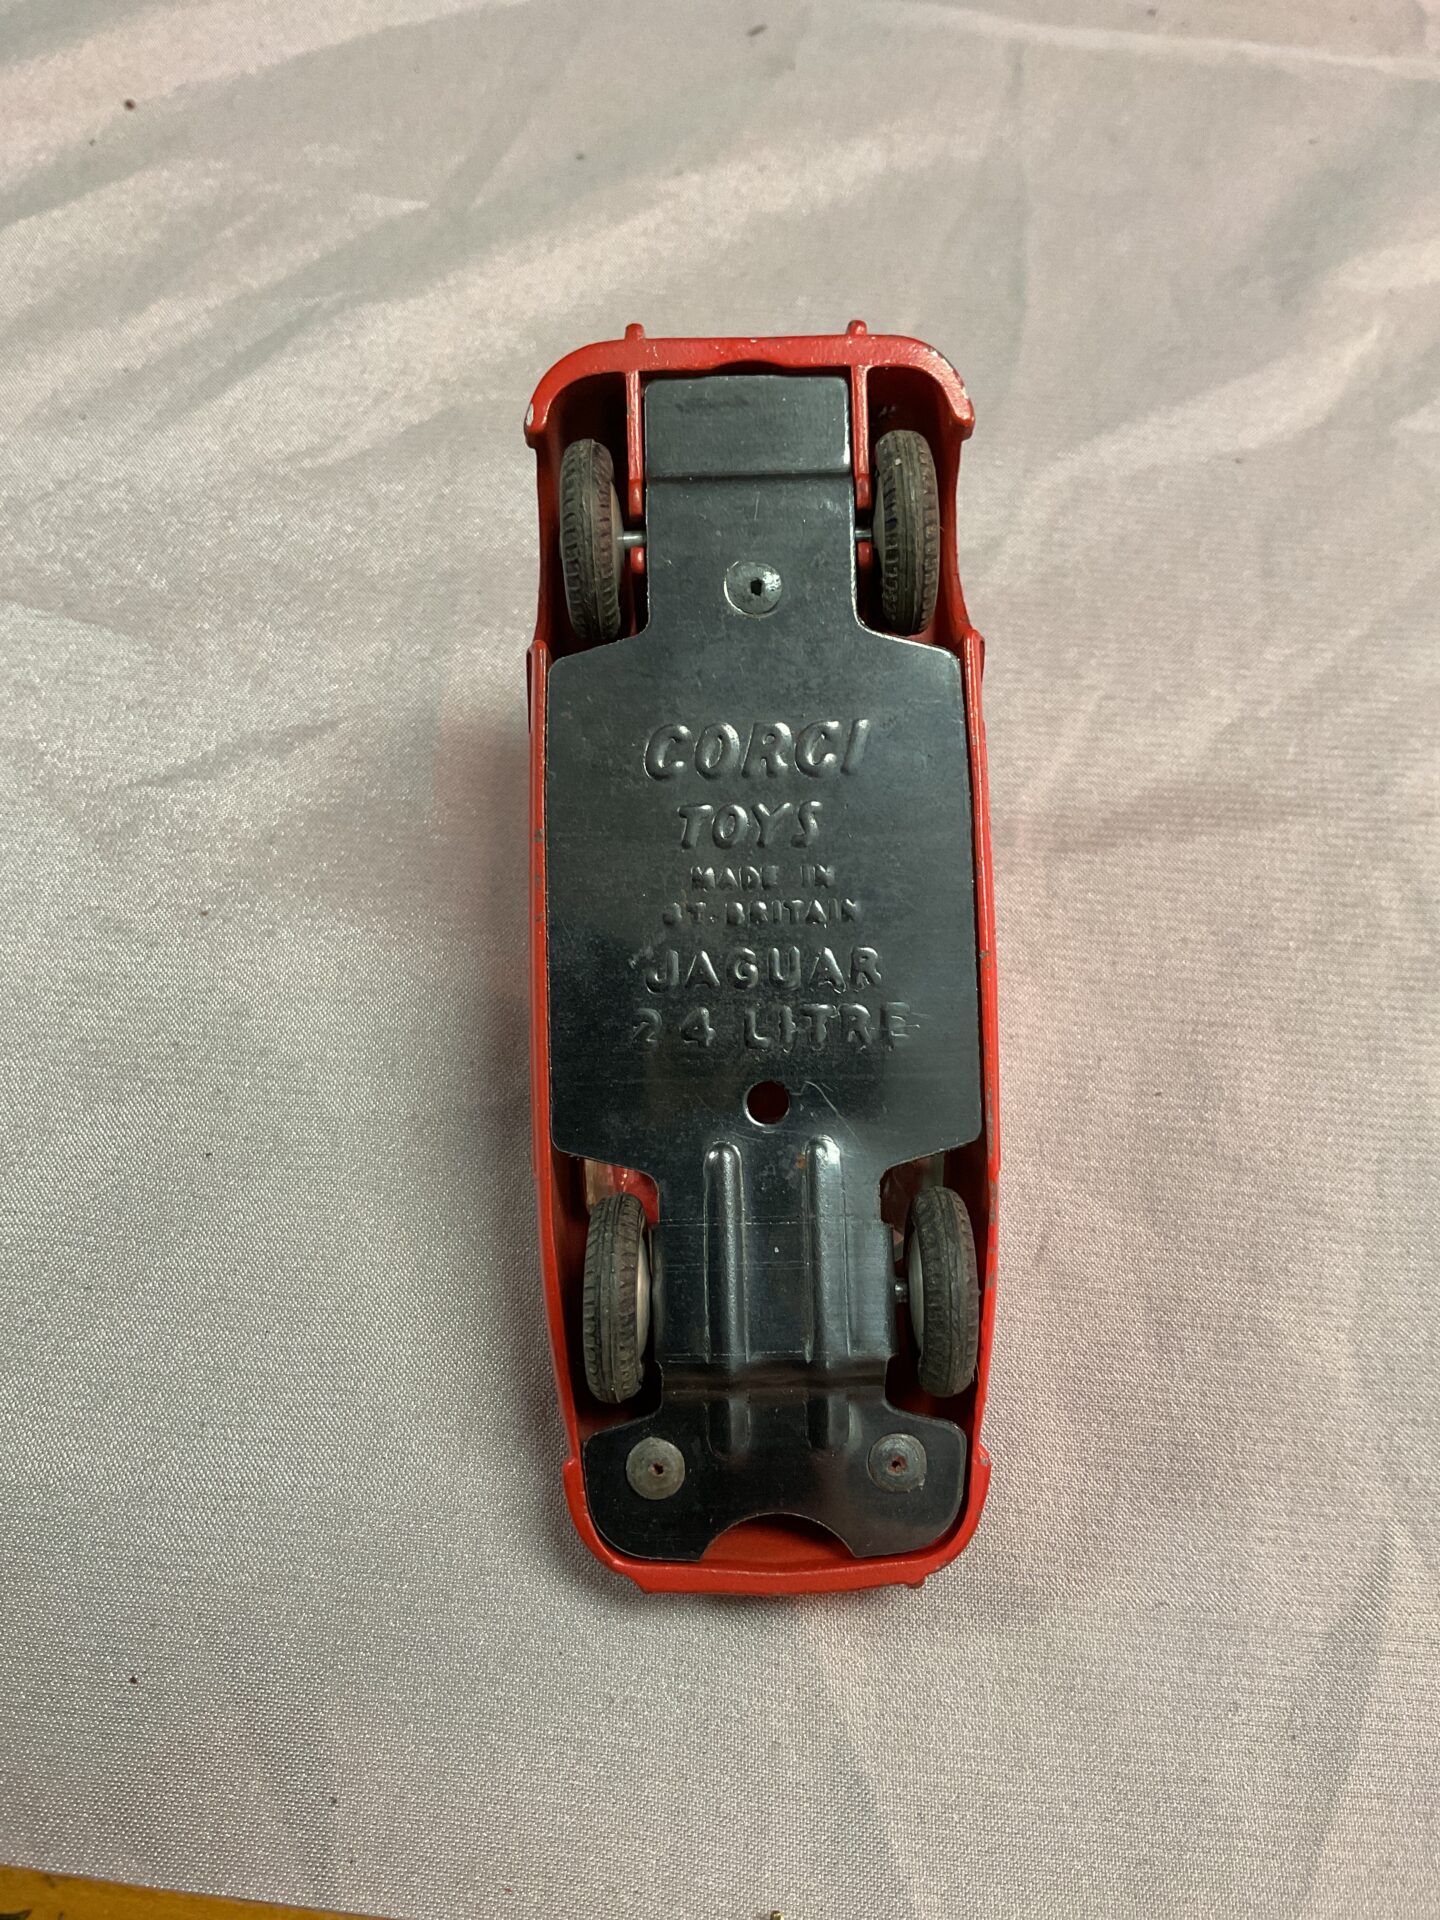 CORGI
TOYS
MADE IN
GT. BRITAIN
JAGUAR
2.4 LITRE